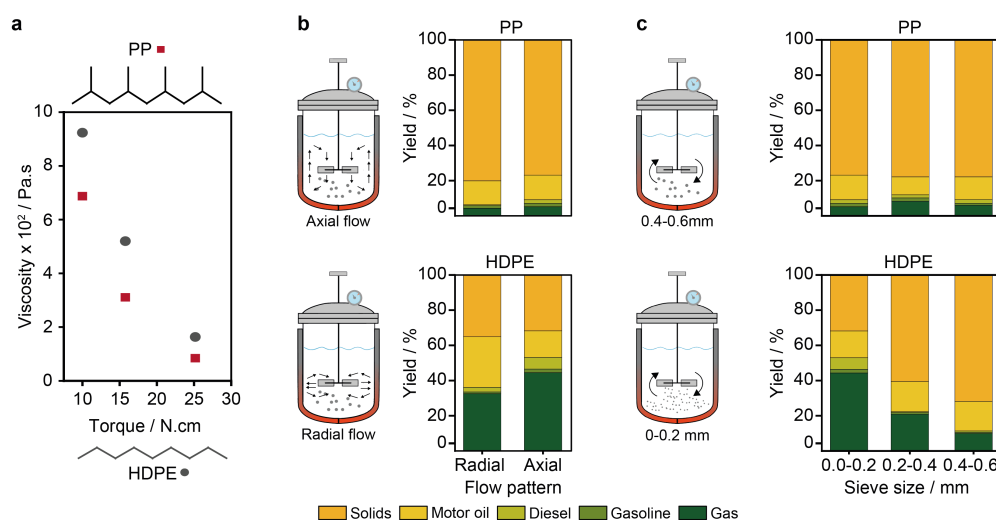 a
PP
10
8
6
4
2
0
Viscosity x 10² / Pa.s
10 15 20 25 30
Torque / N.cm
HDPE
b
Axial flow
Radial flow
PP
100
80
60
40
20
0
Yield / %
HDPE
100
80
60
40
20
0
Yield / %
Radial Axial
Flow pattern
c
0.4-0.6mm
0-0.2 mm
PP
100
80
60
40
20
0
Yield / %
HDPE
100
80
60
40
20
0
Yield / %
0.0-0.2 0.2-0.4 0.4-0.6
Sieve size / mm
Solids Motor oil Diesel Gasoline Gas